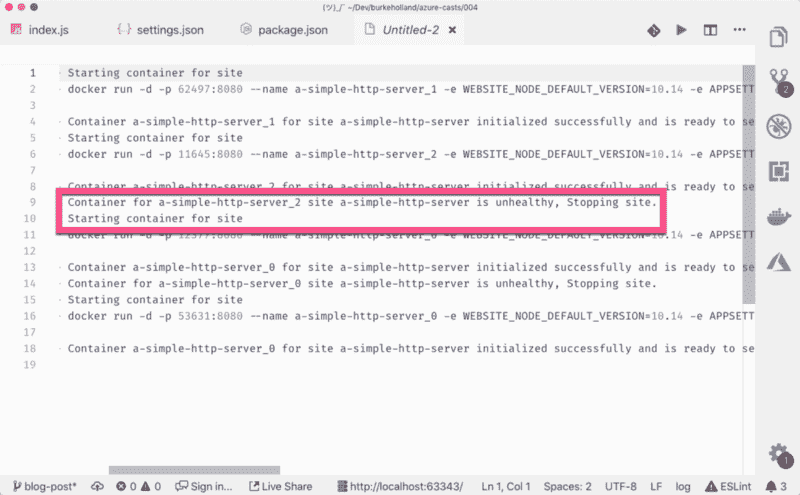 ¯\(ツ)_/¯ ~/Dev/burkeholland/azure-casts/004
index.js
settings.json
package.json
Untitled-2
1 Starting container for site
2 docker run -d -p 62497:8080 --name a-simple-http-server_1 -e WEBSITE_NODE_DEFAULT_VERSION=10.14 -e APPSETT
3
4 Container a-simple-http-server_1 for site a-simple-http-server initialized successfully and is ready to se
5 Starting container for site
6 docker run -d -p 11645:8080 --name a-simple-http-server_2 -e WEBSITE_NODE_DEFAULT_VERSION=10.14 -e APPSETT
7
8 Container a-simple-http-server_2 for site a-simple-http-server initialized successfully and is ready to se
9 Container for a-simple-http-server_2 site a-simple-http-server is unhealthy, Stopping site.
10 Starting container for site
11 docker run -d -p 12377:8080 --name a-simple-http-server_0 -e WEBSITE_NODE_DEFAULT_VERSION=10.14 -e APPSETT
12
13 Container a-simple-http-server_0 for site a-simple-http-server initialized successfully and is ready to se
14 Container for a-simple-http-server_0 site a-simple-http-server is unhealthy, Stopping site.
15 Starting container for site
16 docker run -d -p 53631:8080 --name a-simple-http-server_0 -e WEBSITE_NODE_DEFAULT_VERSION=10.14 -e APPSETT
17
18 Container a-simple-http-server_0 for site a-simple-http-server initialized successfully and is ready to se
19
2
1
blog-post* 0 0 Sign in... Live Share http://localhost:63343/ Ln 1, Col 1 Spaces: 2 UTF-8 LF log ESLint 3